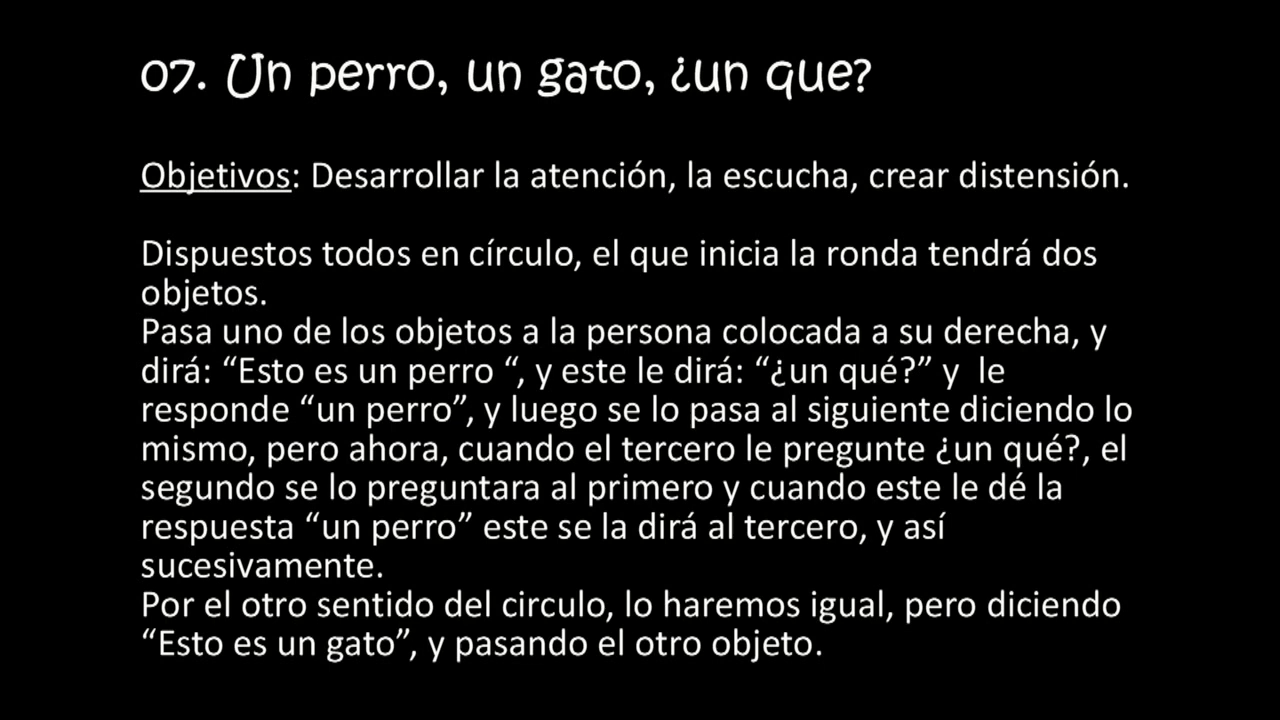 07. Un perro, un gato, ¿un que?
Objetivos: Desarrollar la atención, la escucha, crear distensión.
Dispuestos todos en círculo, el que inicia la ronda tendrá dos
objetos.
Pasa uno de los objetos a la persona colocada a su derecha, y
dirá: “Esto es un perro “, y este le dirá: “¿un qué?” y  le
responde “un perro”, y luego se lo pasa al siguiente diciendo lo
mismo, pero ahora, cuando el tercero le pregunte ¿un qué?, el
segundo se lo preguntara al primero y cuando este le dé la
respuesta “un perro” este se la dirá al tercero, y así
sucesivamente.
Por el otro sentido del circulo, lo haremos igual, pero diciendo
“Esto es un gato”, y pasando el otro objeto.